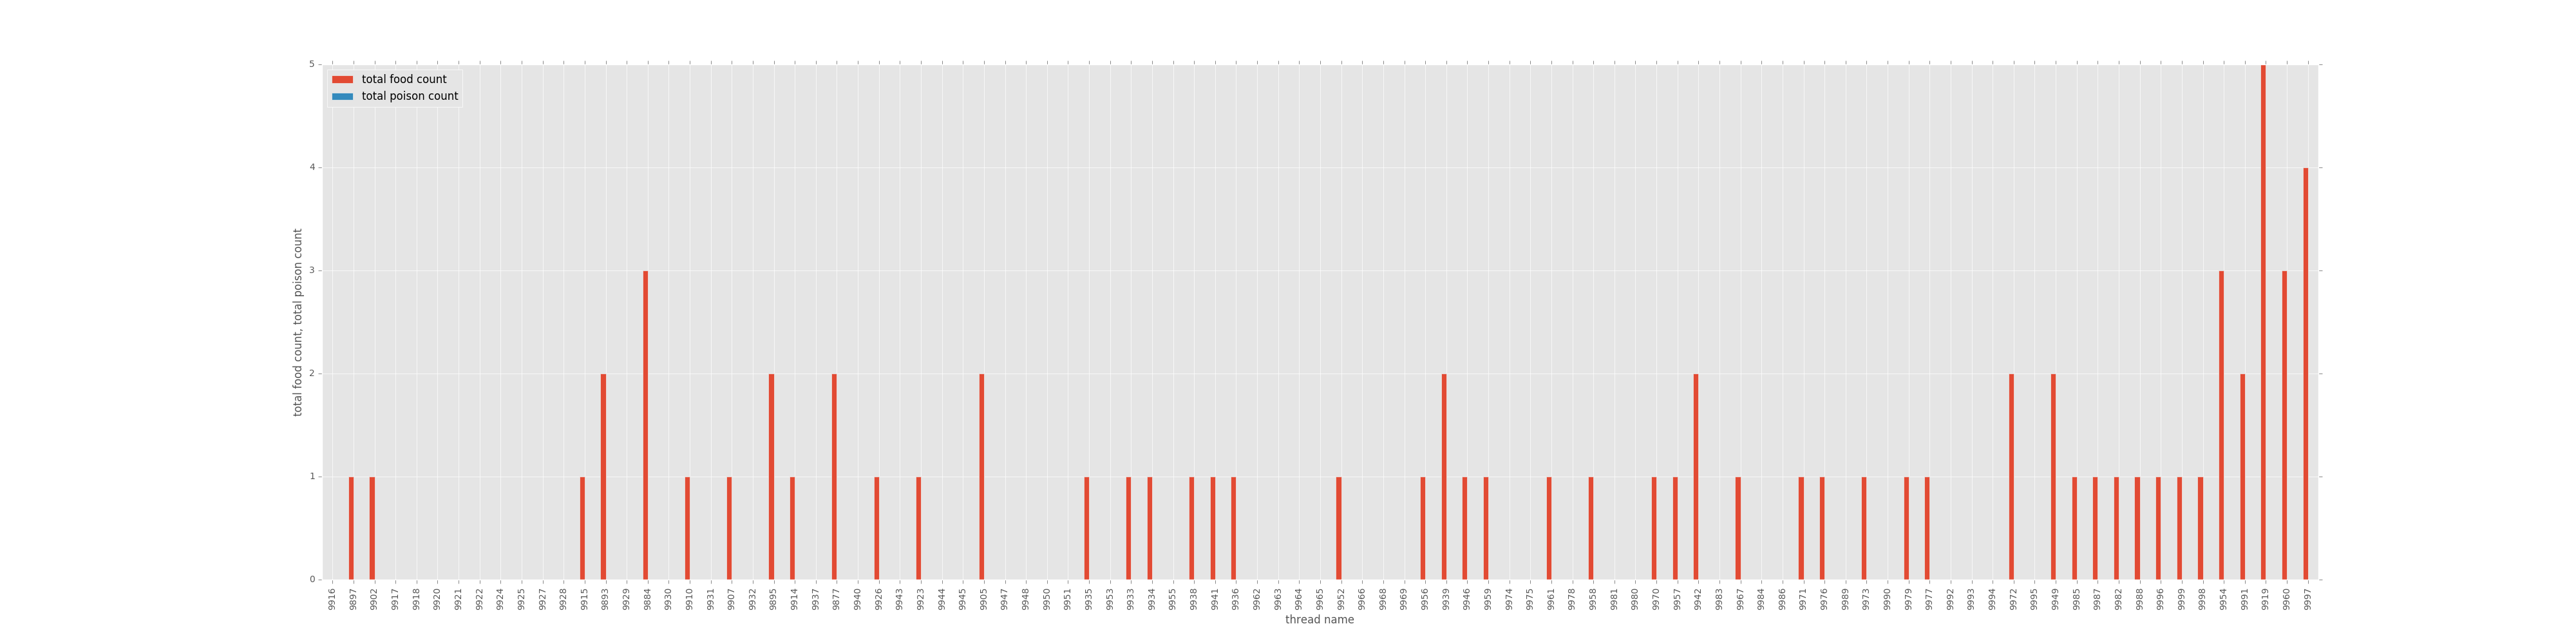 total food count
total poison count
5
4
3
2
1
0
total food count, total poison count
9916 9897 9902 9917 9918 9920 9921 9922 9924 9925 9927 9928 9915 9893 9929 9884 9930 9910 9931 9907 9932 9895 9914 9937 9877 9940 9926 9943 9923 9944 9945 9905 9947 9948 9950 9951 9935 9953 9933 9934 9955 9938 9941 9936 9962 9963 9964 9965 9952 9966 9968 9969 9956 9939 9946 9959 9974 9975 9961 9978 9958 9981 9980 9970 9957 9942 9983 9967 9984 9986 9971 9976 9989 9973 9990 9979 9977 9992 9993 9994 9972 9995 9949 9985 9987 9982 9988 9996 9999 9998 9954 9991 9919 9960 9997
thread name